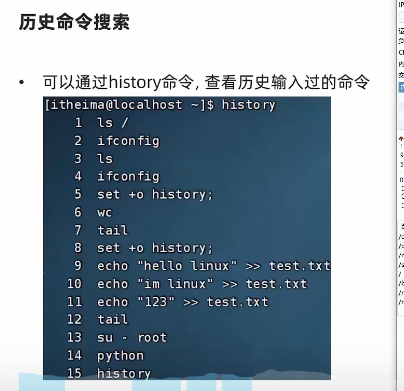 历史命令搜索
• 可以通过history命令, 查看历史输入过的命令
[itheima@localhost ~]$ history
1 ls /
2 ifconfig
3 ls
4 ifconfig
5 set +o history;
6 wc
7 tail
8 set +o history;
9 echo "hello linux" >> test.txt
10 echo "im linux" >> test.txt
11 echo "123" >> test.txt
12 tail
13 su - root
14 python
15 history